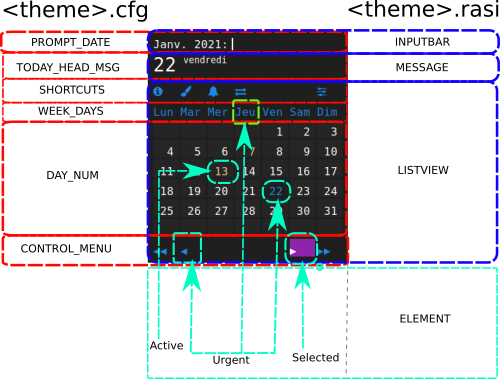 <theme>.cfg
<theme>.rasi
PROMPT_DATE
Janv. 2021:
INPUTBAR
TODAY_HEAD_MSG
22 vendredi
MESSAGE
SHORTCUTS
WEEK_DAYS
Lun Mar Mer Jeu Ven Sam Dim
1 2 3
4 5 6 7 8 9 10
11 12 13 14 15 16 17
DAY_NUM
LISTVIEW
18 19 20 21 22 23 24
25 26 27 28 29 30 31
CONTROL_MENU
ELEMENT
Active
Urgent
Selected